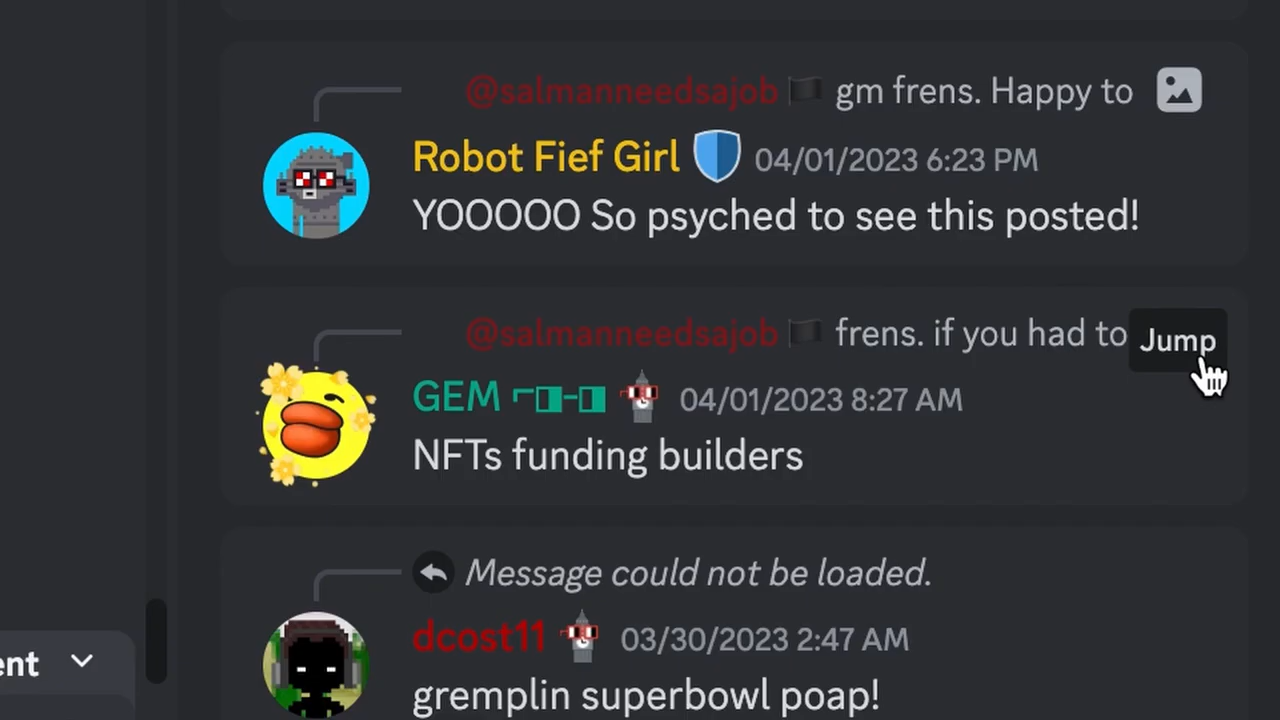 @salmanneedsajob 🏴 gm frens. Happy to
Robot Fief Girl 04/01/2023 6:23 PM
YOOOOO So psyched to see this posted!
@salmanneedsajob 🏴 frens. if you had to
Jump
GEM ⌐◨-◨ 04/01/2023 8:27 AM
NFTs funding builders
Message could not be loaded.
dcost11 03/30/2023 2:47 AM
ent
gremplin superbowl poap!